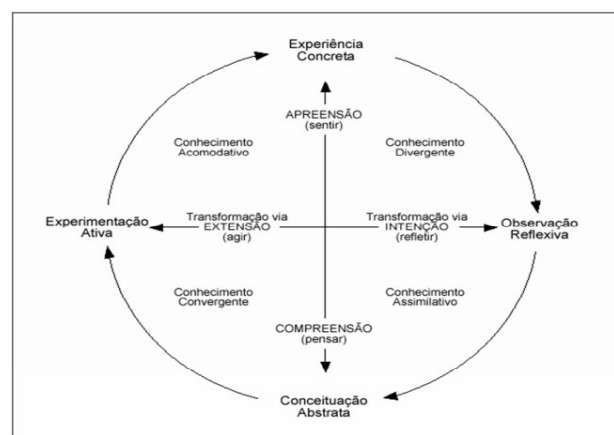 Experiência
Concreta
APREENSÃO
(sentir)
Conhecimento
Acomodativo
Conhecimento
Divergente
Experimentação
Ativa
Transformação via
EXTENSÃO
(agir)
Transformação via
INTENÇÃO
(refletir)
Observação
Reflexiva
Conhecimento
Convergente
Conhecimento
Assimilativo
COMPREENSÃO
(pensar)
Conceituação
Abstrata